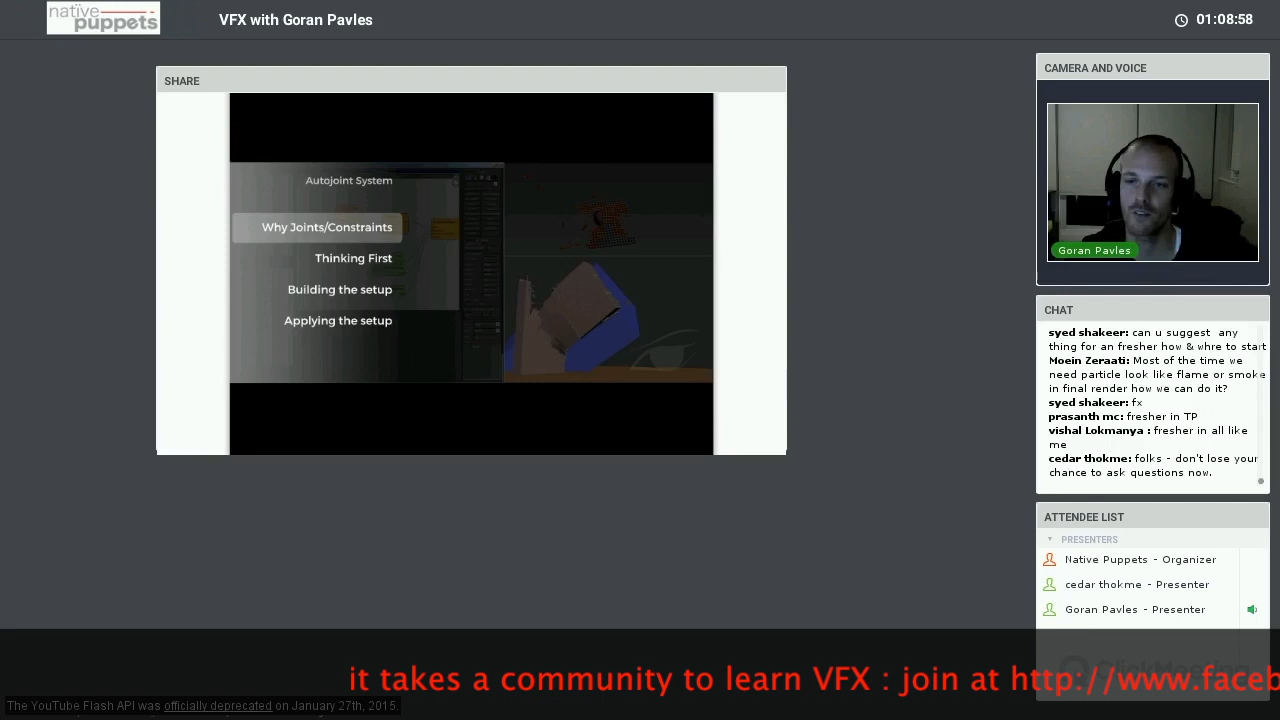 native
puppets
VFX with Goran Pavles
01:08:58
SHARE
Autojoint System
Why Joints/Constraints
Thinking First
Building the setup
Applying the setup
CAMERA AND VOICE
Goran Pavles
CHAT
syed shakeer: can u suggest any
thing for an fresher how & whre to start
Moein Zeraati: Most of the time we
need particle look like flame or smoke
in final render how we can do it?
syed shakeer: fx
prasanth mc: fresher in TP
vishal Lokmanya : fresher in all like
me
cedar thokme: folks - don't lose your
chance to ask questions now.
ATTENDEE LIST
PRESENTERS
Native Puppets - Organizer
cedar thokme - Presenter
Goran Pavles - Presenter
ClickMeeting
it takes a community to learn VFX : join at http://www.faceb
The YouTube Flash API was officially deprecated on January 27th, 2015.